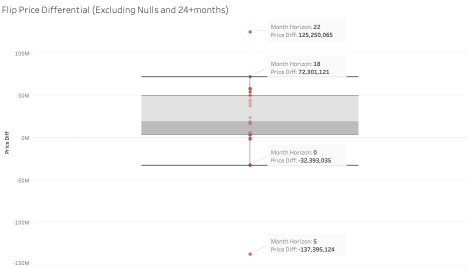 Flip Price Differential (Excluding Nulls and 24+months)
Month Horizon: 22
Price Diff: 125,250,065
100M
Month Horizon: 18
Price Diff: 72,301,121
50M
Price Diff
0M
Month Horizon: 0
Price Diff: -32,393,035
-50M
-100M
Month Horizon: 5
Price Diff: -137,395,124
-150M